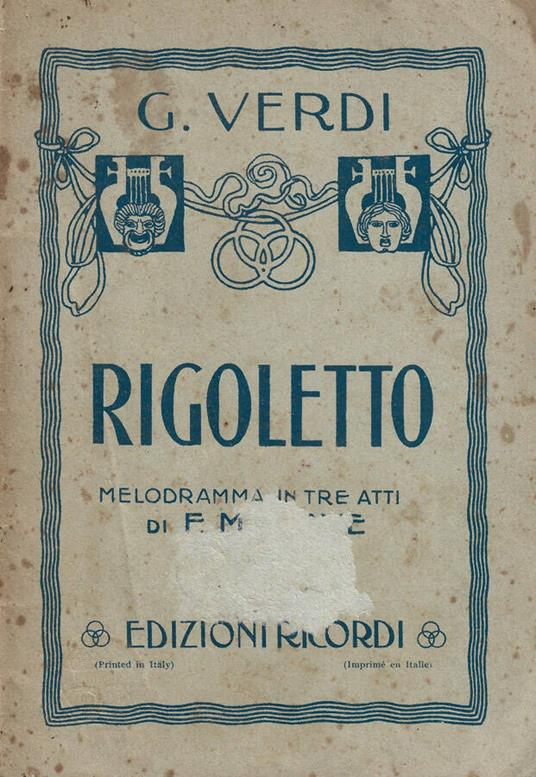 G. VERDI
RIGOLETTO
MELODRAMMA IN TRE ATTI
DI F. M.
EDIZIONI RICORDI
(Printed in Italy) (Imprimé en Italie)